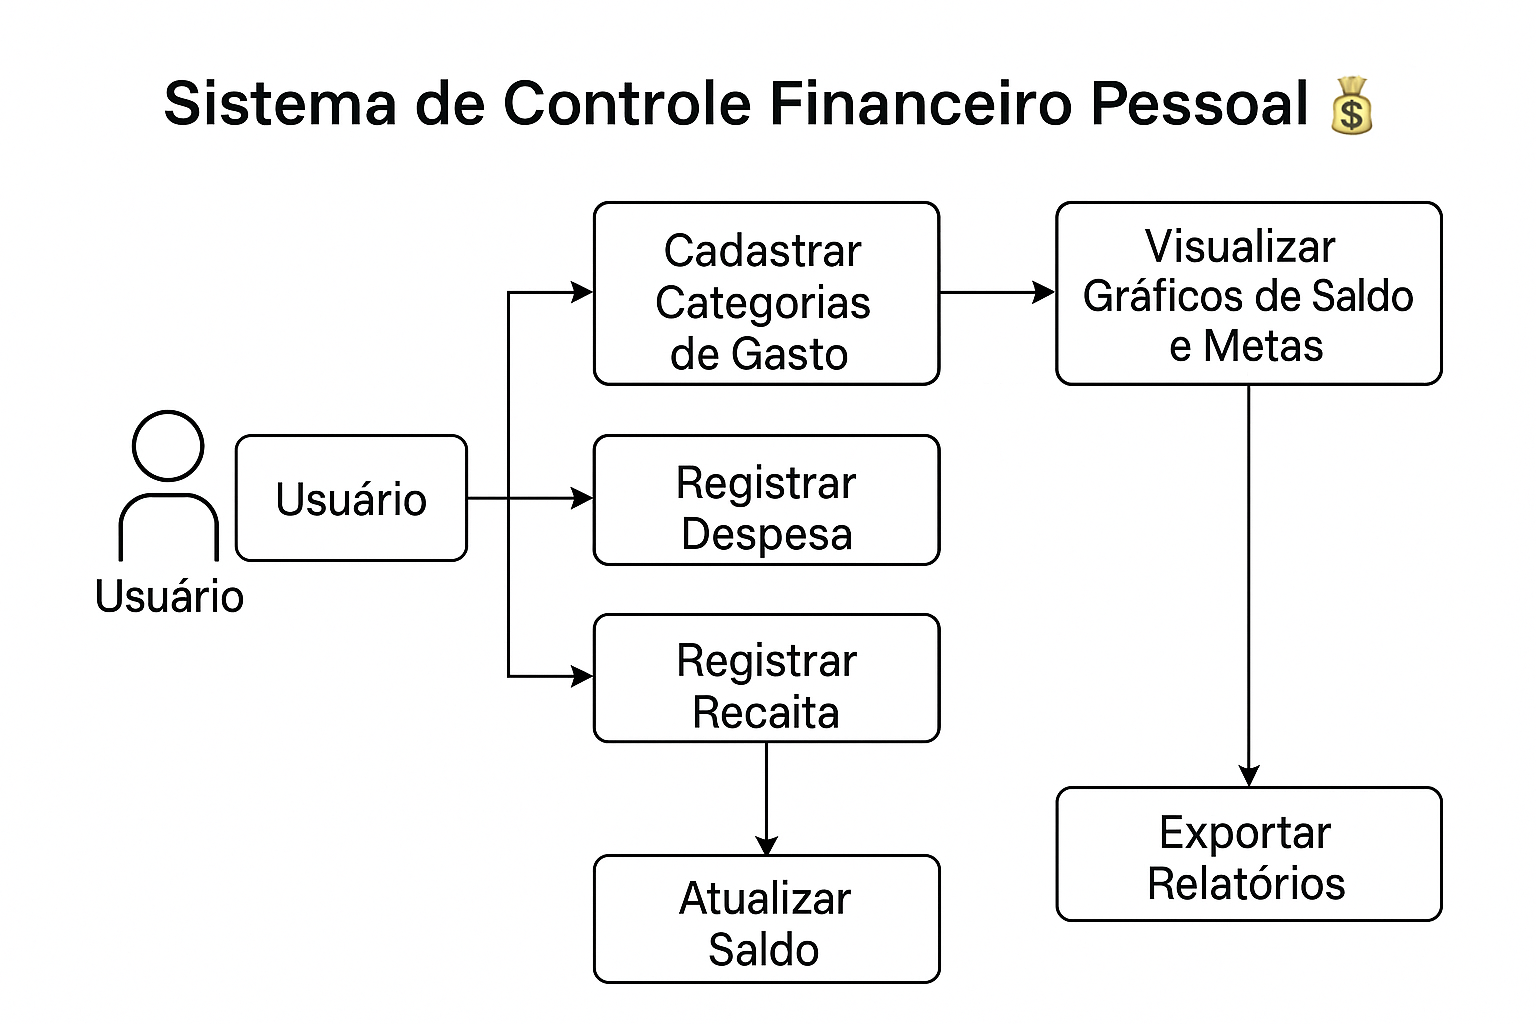 Sistema de Controle Financeiro Pessoal 💰
Cadastrar
Categorias
de Gasto
Visualizar
Gráficos de Saldo
e Metas
Usuário
Usuário
Registrar
Despesa
Registrar
Recaita
Atualizar
Saldo
Exportar
Relatórios